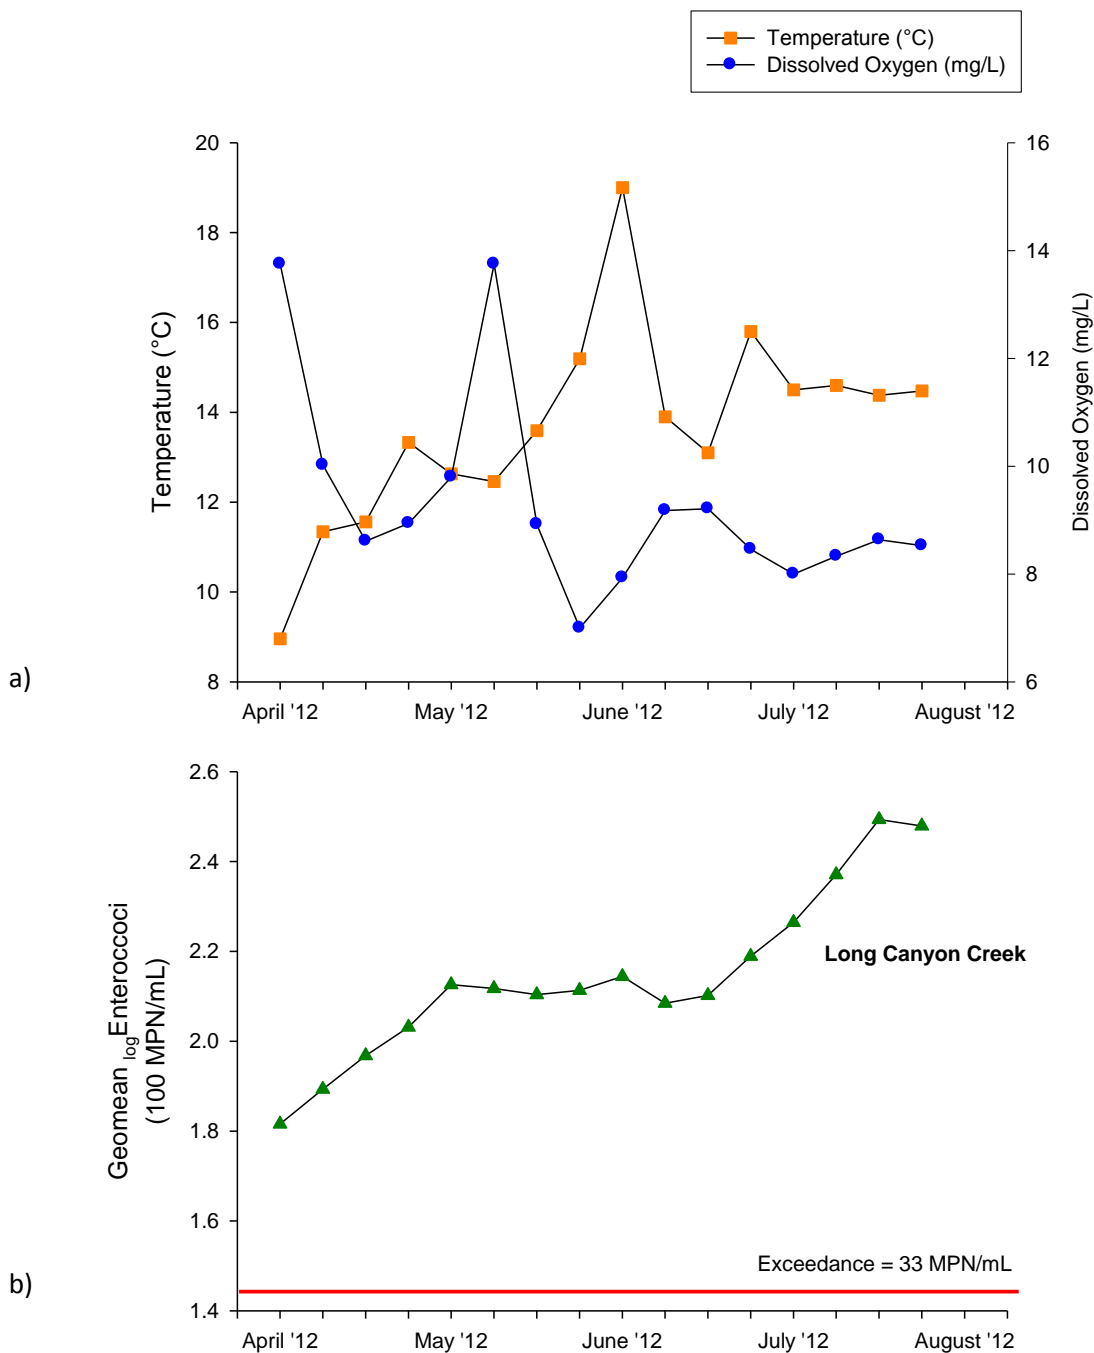 Temperature (°C)
Dissolved Oxygen (mg/L)
20
18
16
14
12
10
8
Temperature (°C)
16
14
12
10
8
6
Dissolved Oxygen (mg/L)
a)
April '12 May '12 June '12 July '12 August '12
2.6
2.4
2.2
2.0
1.8
1.6
1.4
Geomean log Enteroccoci
(100 MPN/mL)
Long Canyon Creek
Exceedance = 33 MPN/mL
b)
April '12 May '12 June '12 July '12 August '12